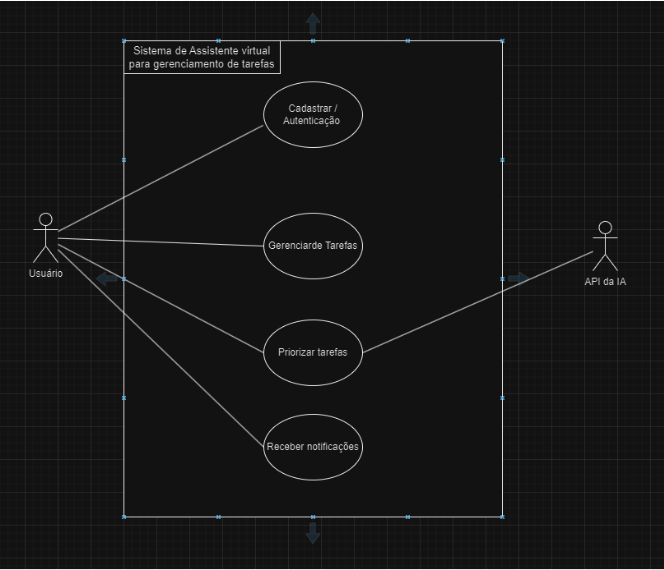 Sistema de Assistente virtual
para gerenciamento de tarefas
Cadastrar /
Autenticação
Gerenciarde Tarefas
Usuário
API da IA
Priorizar tarefas
Receber notificações